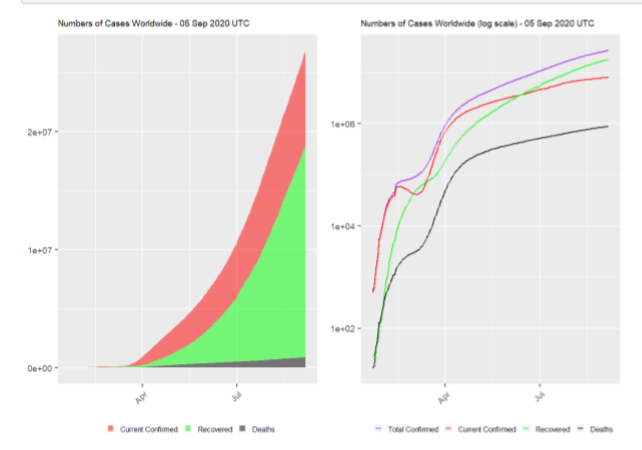 Numbers of Cases Worldwide - 05 Sep 2020 UTC
2e+07
1e+07
0e+00
Apr
Jul
Current Confirmed
Recovered
Deaths
Numbers of Cases Worldwide (log scale) - 05 Sep 2020 UTC
1e+06
1e+04
1e+02
Apr
Jul
Total Confirmed
Current Confirmed
Recovered
Deaths